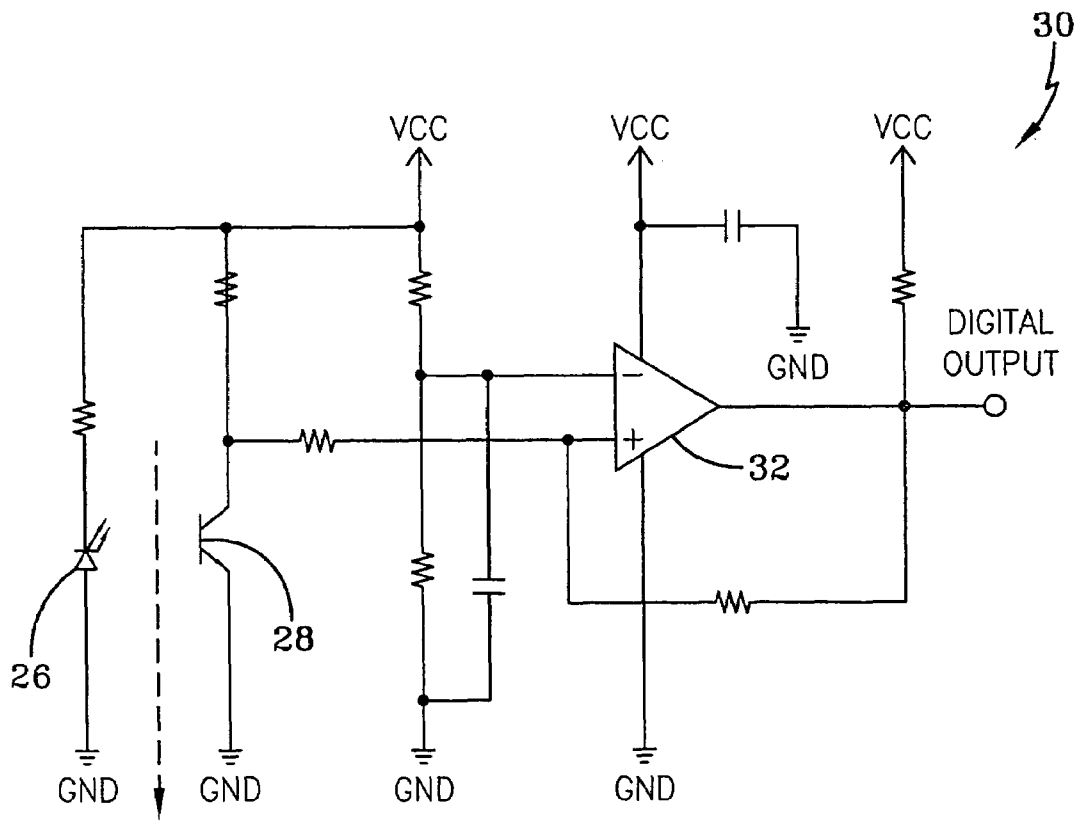 30
VCC
VCC
VCC
DIGITAL
OUTPUT
GND
−
+
32
26
28
GND
GND
GND
GND